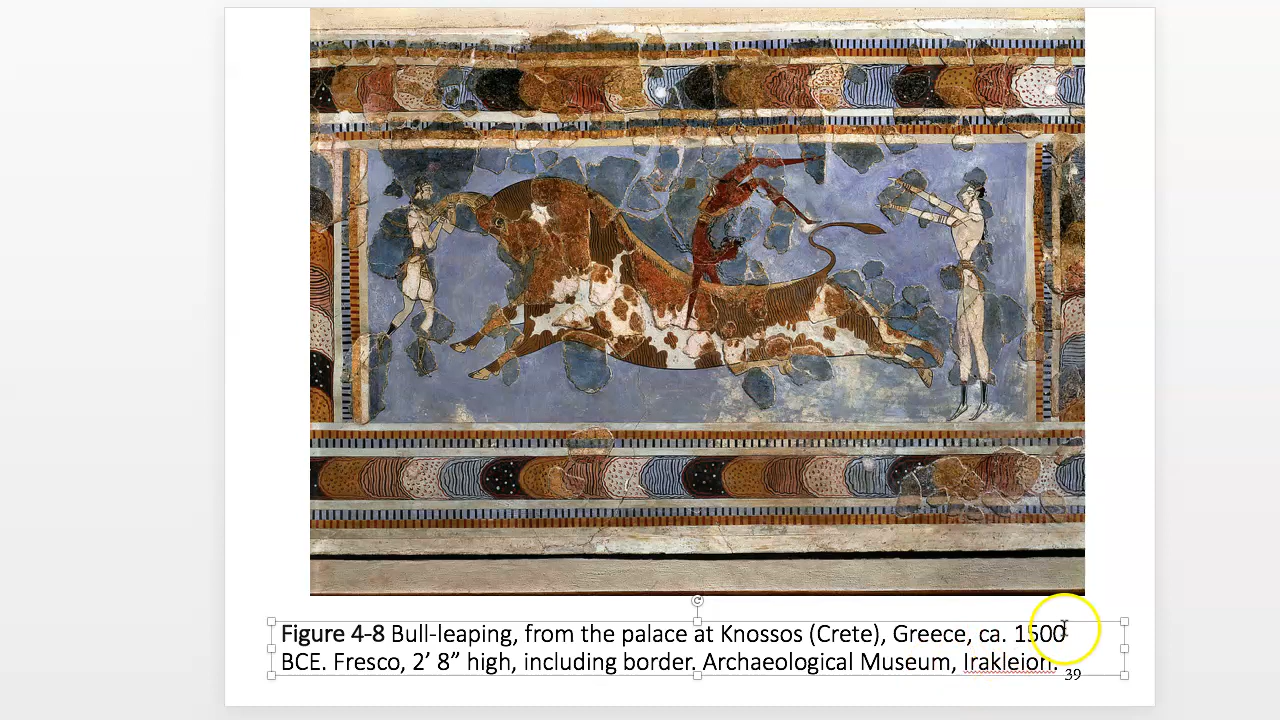 Figure 4-8 Bull-leaping, from the palace at Knossos (Crete), Greece, ca. 1500
BCE. Fresco, 2’ 8” high, including border. Archaeological Museum, Irakleion.
39